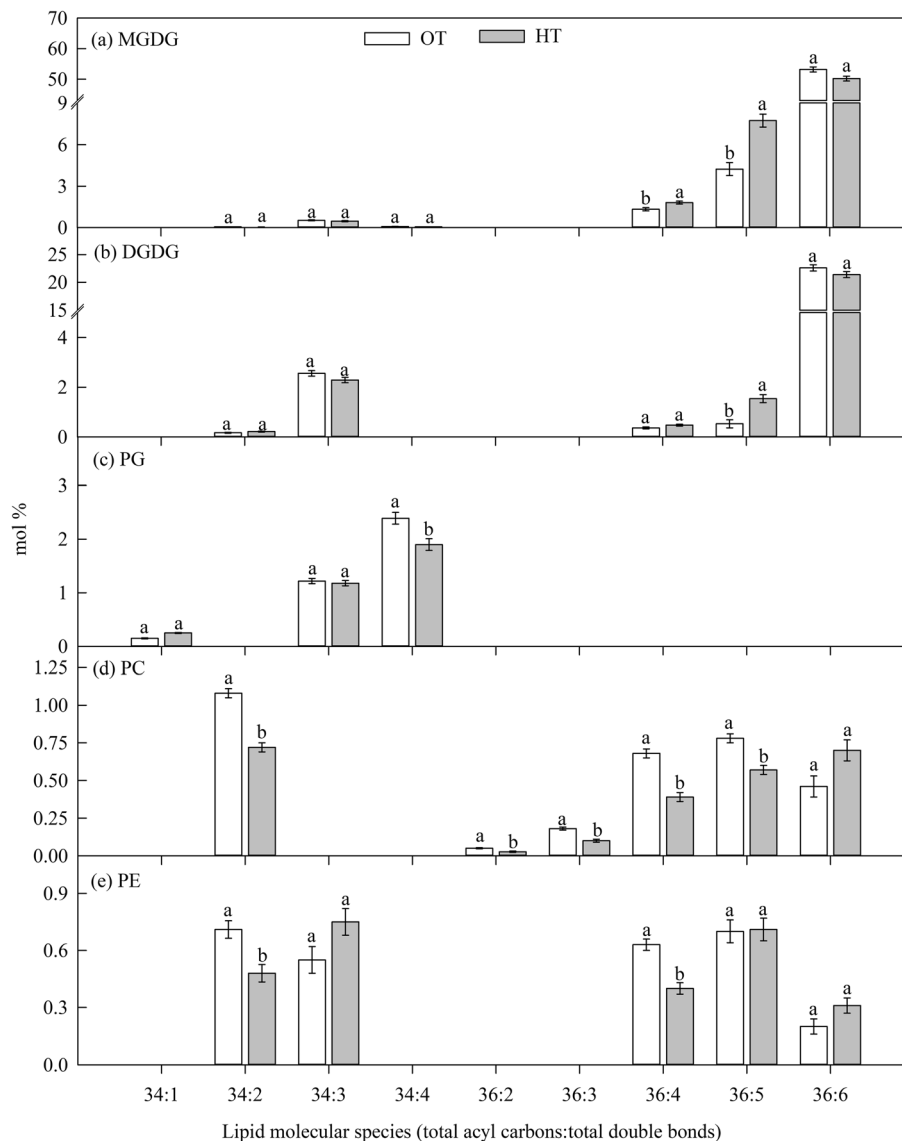 70
(a) MGDG
OT
HT
60
50
9
6
3
0
a a a a a a b a b a a a
(b) DGDG
25
20
15
4
2
0
a a a a a a b a a a
(c) PG
3
2
1
0
a a a a a b
mol %
(d) PC
1.25
1.00
0.75
0.50
0.25
0.00
a b a b a b a b a b a a
(e) PE
0.9
0.6
0.3
0.0
a b a a a b a a a a
34:1 34:2 34:3 34:4 36:2 36:3 36:4 36:5 36:6
Lipid molecular species (total acyl carbons:total double bonds)